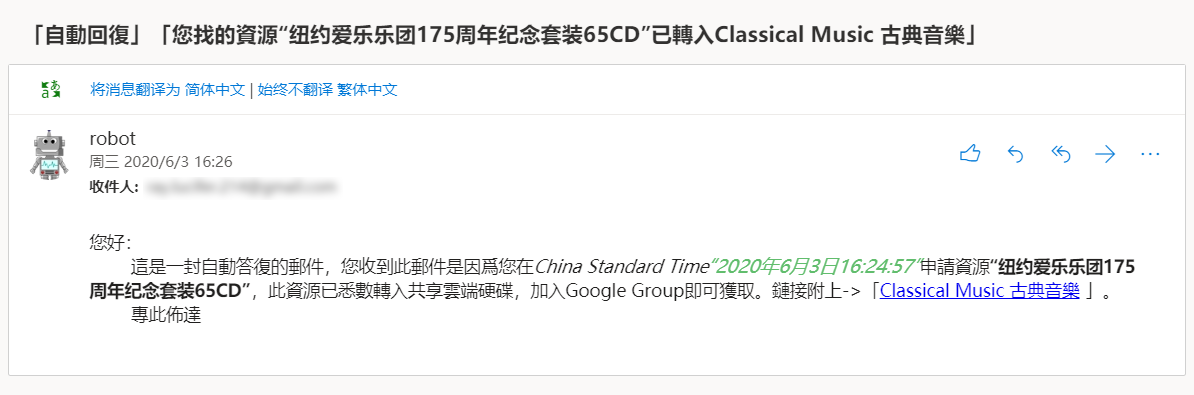 「自動回復」「您找的資源“纽约爱乐乐团175周年纪念套装65CD”已轉入Classical Music 古典音樂」
将消息翻译为 简体中文 | 始终不翻译 繁体中文
robot
周三 2020/6/3 16:26
收件人:
您好：
這是一封自動答復的郵件，您收到此郵件是因爲您在China Standard Time“2020年6月3日16:24:57”申請資源“纽约爱乐乐团175
周年纪念套装65CD”，此資源已悉數轉入共享雲端硬碟，加入Google Group即可獲取。鏈接附上->「Classical Music 古典音樂 」。
專此佈達